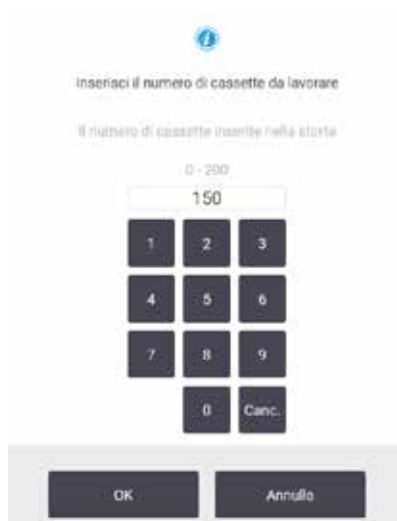 Inserisci il numero di cassette da lavorare
Il numero di cassette inserite nella storta
0 - 200
150
1 2 3
4 5 6
7 8 9
0 Canc.
OK Annulla